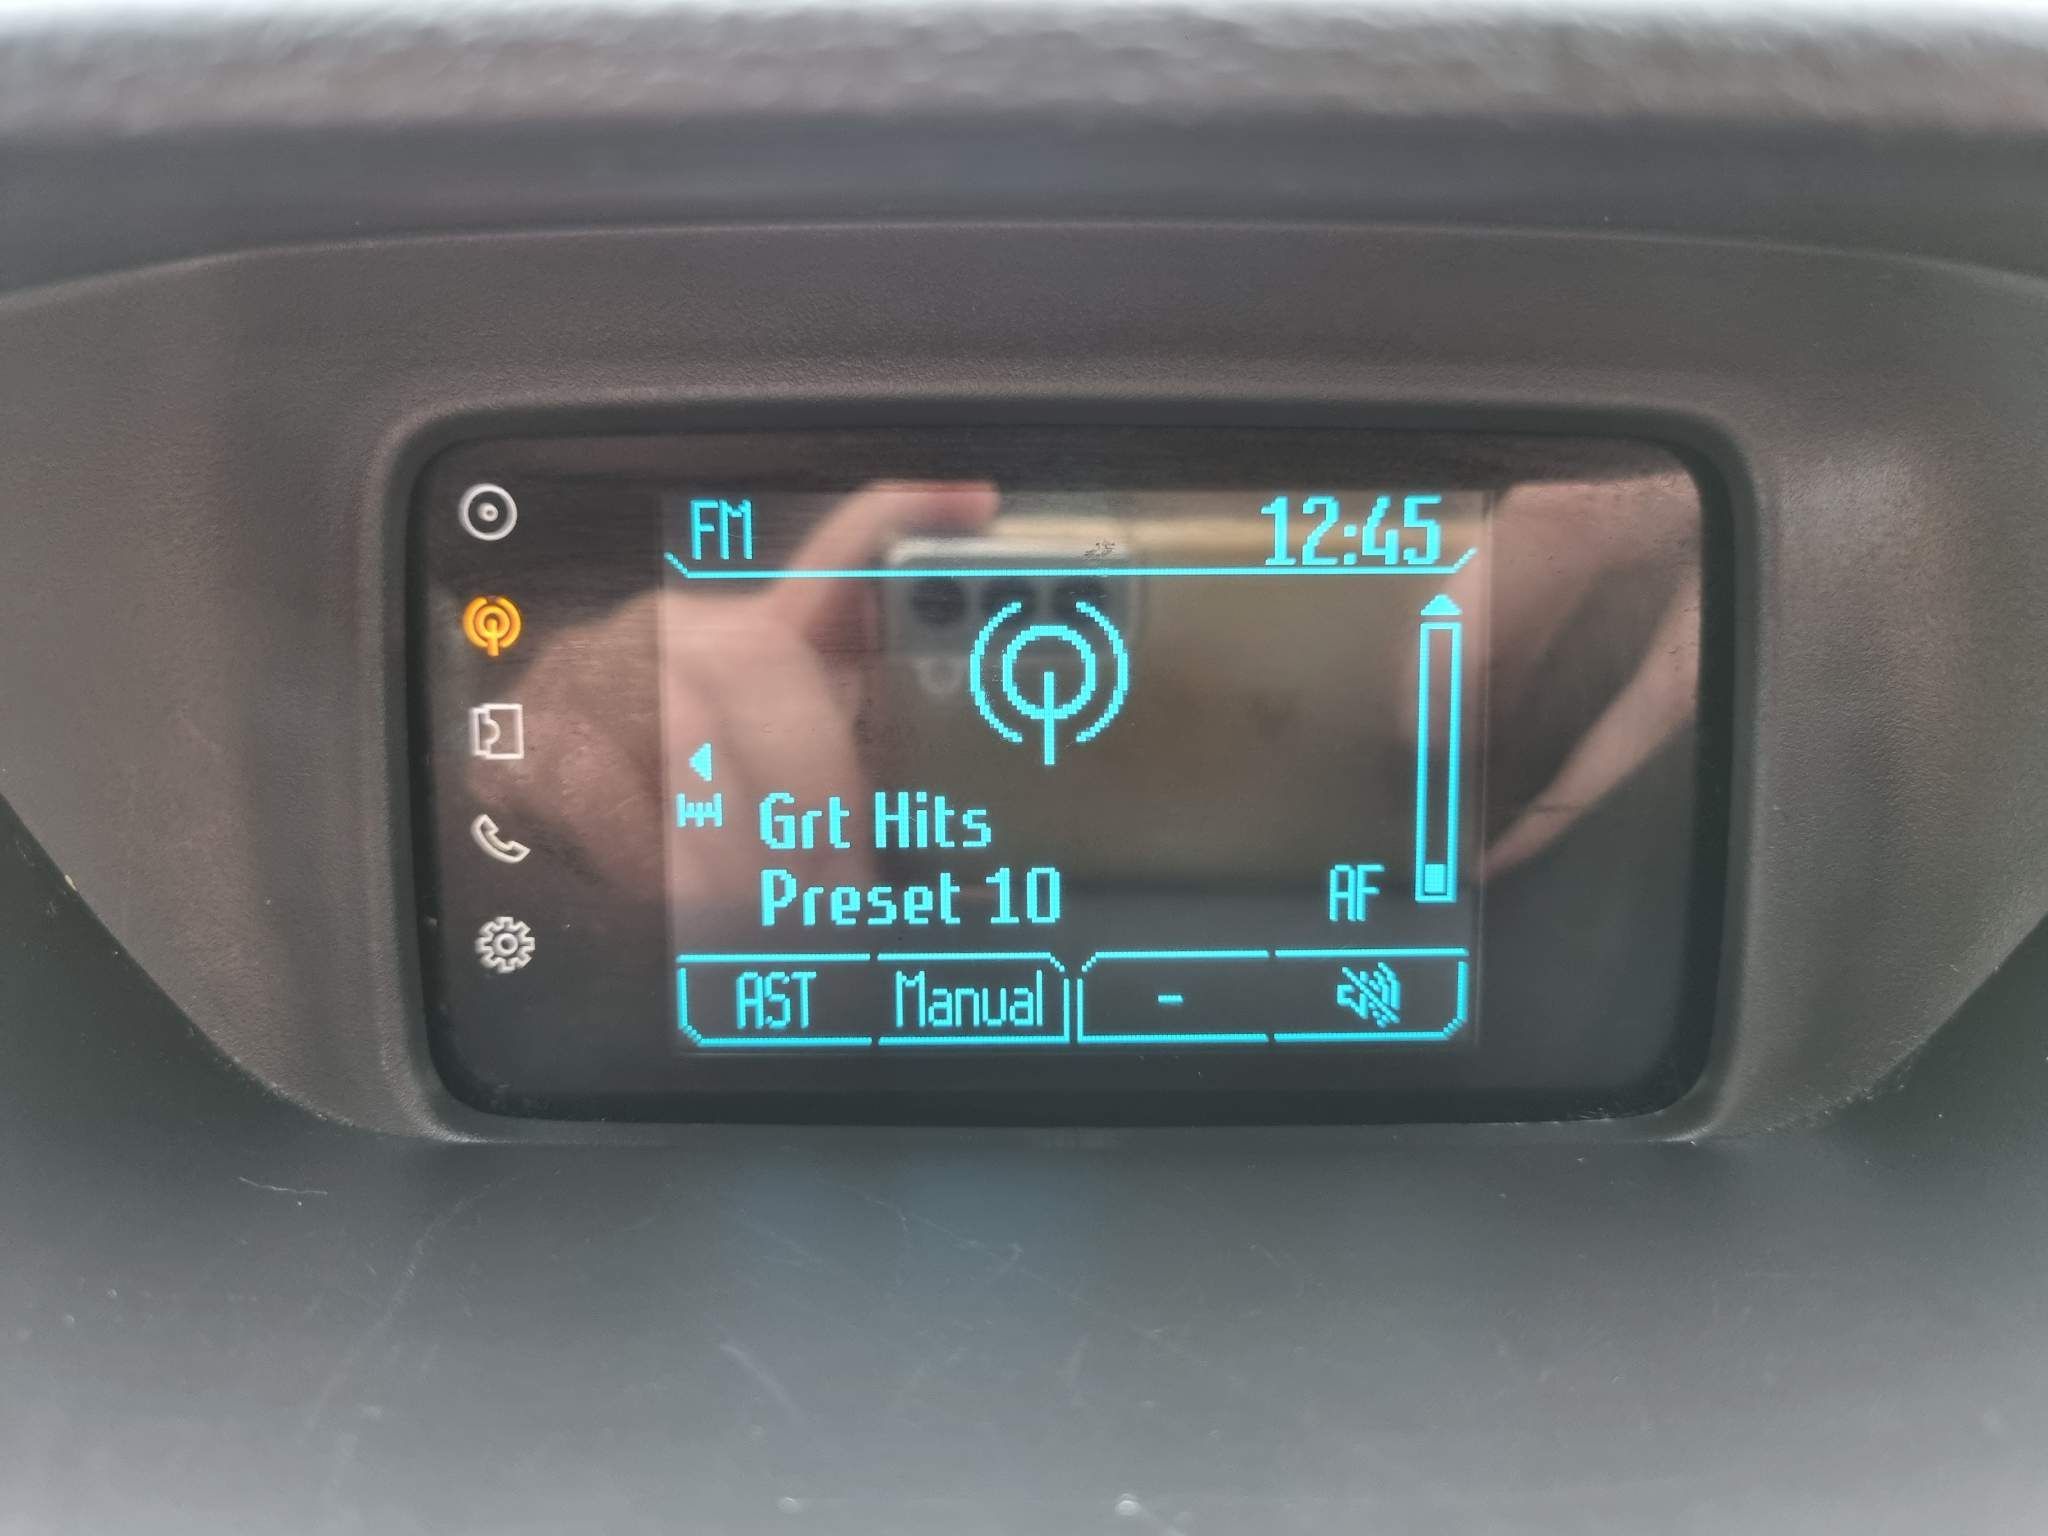 FM 12:45
Grt Hits
Preset 10 AF
AST Manual -